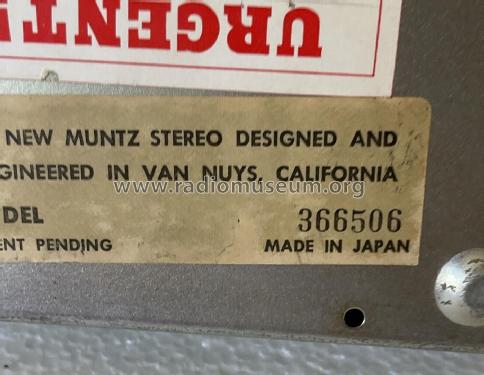 URGENT!
NEW MUNTZ STEREO DESIGNED AND
GINEERED IN VAN NUYS, CALIFORNIA
www.radiomuseum.org
DEL 366506
ENT PENDING MADE IN JAPAN